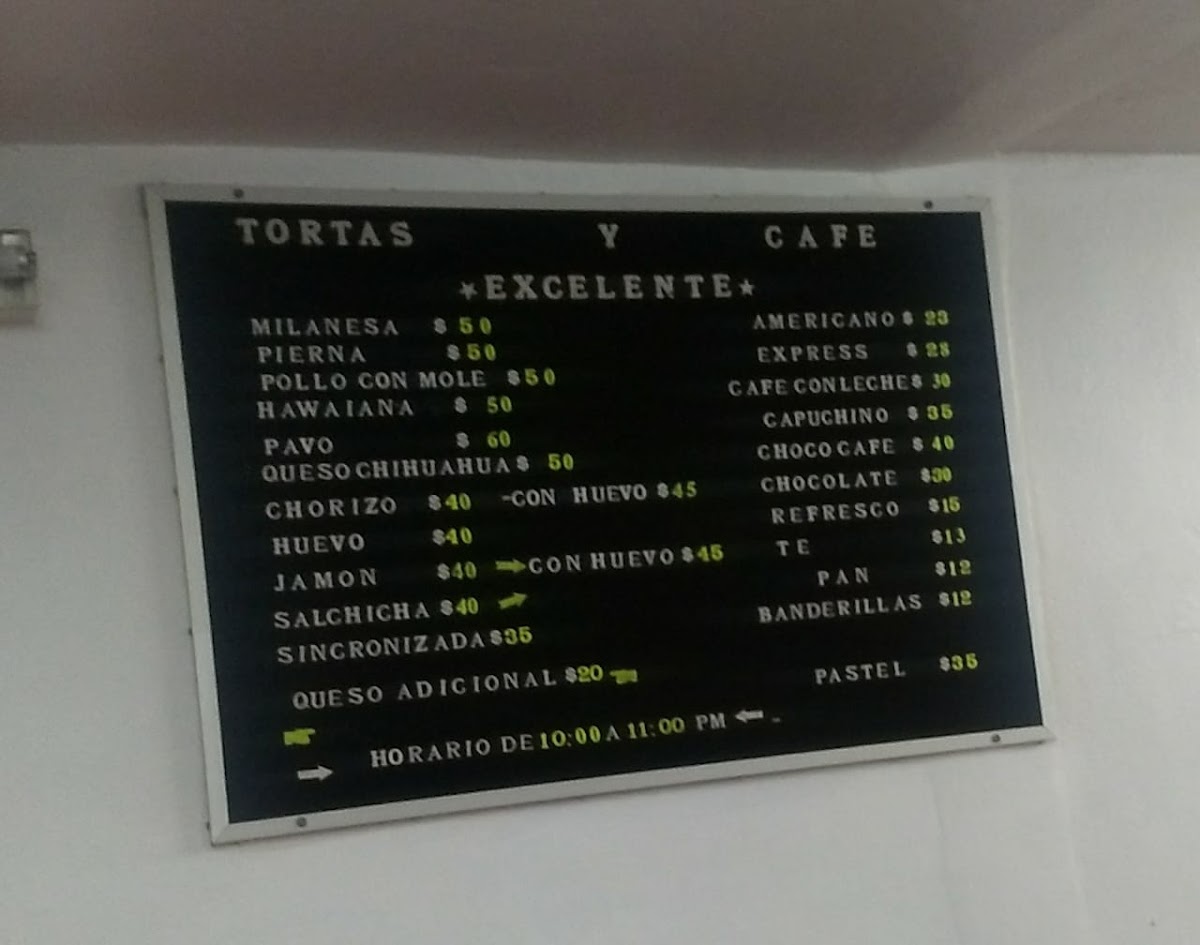 TORTAS Y CAFE
★EXCELENTE★
MILANESA $50
PIERNA $50
POLLO CON MOLE $50
HAWAIANA $50
PAVO $60
QUESO CHIHUAHUA $50
CHORIZO $40 -CON HUEVO $45
HUEVO $40
JAMON $40 CON HUEVO $45
SALCHICHA $40
SINCRONIZADA $35
QUESO ADICIONAL $20
AMERICANO $23
EXPRESS $28
CAFE CON LECHE $30
CAPUCHINO $35
CHOCO CAFE $40
CHOCOLATE $30
REFRESCO $15
TE $13
PAN $12
BANDERILLAS $12
PASTEL $35
HORARIO DE 10:00 A 11:00 PM